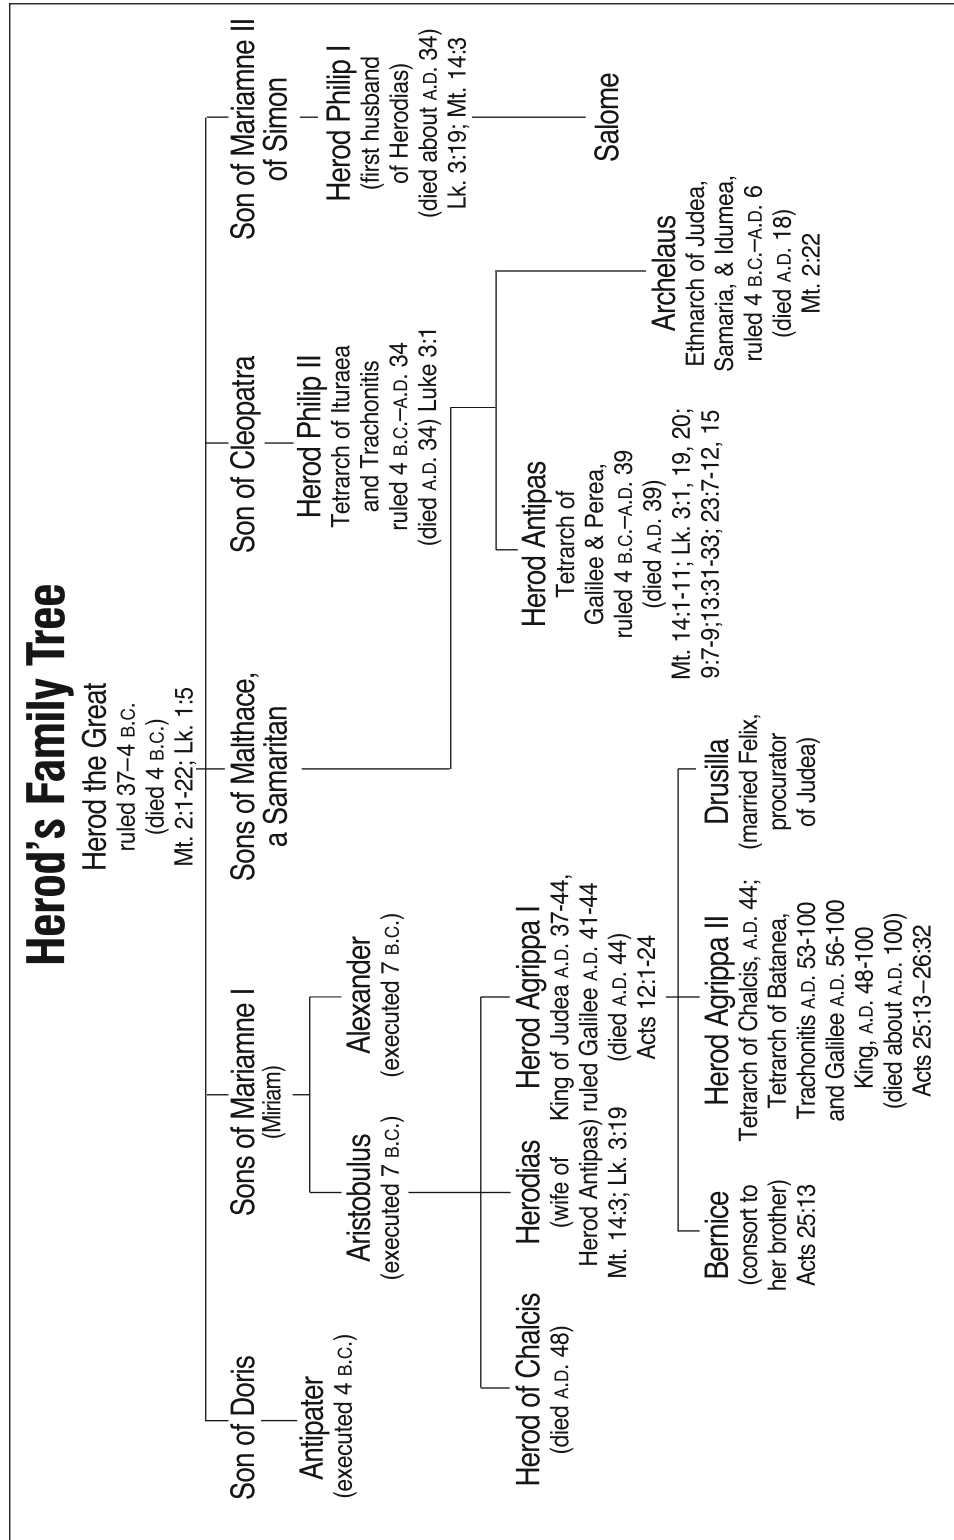 Herod's Family Tree
Herod the Great
ruled 37–4 B.C.
(died 4 B.C.)
Mt. 2:1-22; Lk. 1:5
Son of Doris
Antipater
(executed 4 B.C.)
Sons of Mariamne I
(Miriam)
Aristobulus
(executed 7 B.C.)
Alexander
(executed 7 B.C.)
Sons of Malthace,
a Samaritan
Son of Cleopatra
Herod Philip II
Tetrarch of Ituraea
and Trachonitis
ruled 4 B.C.–A.D. 34
(died A.D. 34) Luke 3:1
Son of Mariamne II
of Simon
Herod Philip I
(first husband
of Herodias)
(died about A.D. 34)
Lk. 3:19; Mt. 14:3
Herod of Chalcis
(died A.D. 48)
Herodias
(wife of
Herod Antipas)
Mt. 14:3; Lk. 3:19
Herod Agrippa I
King of Judea A.D. 37-44,
ruled Galilee A.D. 41-44
(died A.D. 44)
Acts 12:1-24
Herod Antipas
Tetrarch of
Galilee & Perea,
ruled 4 B.C.–A.D. 39
(died A.D. 39)
Mt. 14:1-11; Lk. 3:1, 19, 20;
9:7-9;13:31-33; 23:7-12, 15
Archelaus
Ethnarch of Judea,
Samaria, & Idumea,
ruled 4 B.C.–A.D. 6
(died A.D. 18)
Mt. 2:22
Salome
Bernice
(consort to
her brother)
Acts 25:13
Herod Agrippa II
Tetrarch of Chalcis, A.D. 44;
Tetrarch of Batanea,
Trachonitis A.D. 53-100
and Galilee A.D. 56-100
King, A.D. 48-100
(died about A.D. 100)
Acts 25:13–26:32
Drusilla
(married Felix,
procurator
of Judea)